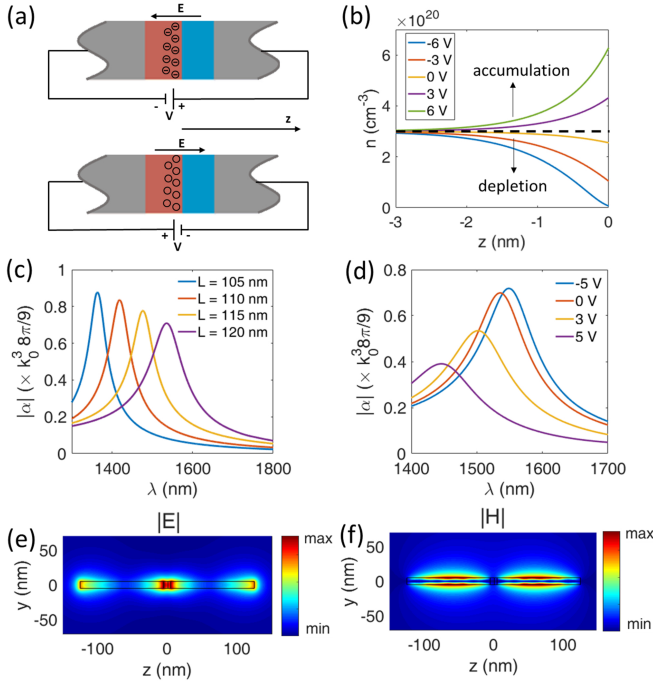 (a)
E
- +
V
z
E
+ -
V
(b)
×10^20
-6 V
-3 V
0 V
3 V
6 V
accumulation
depletion
n (cm^-3)
6
4
2
0
-3 -2 -1 0
z (nm)
(c)
L = 105 nm
L = 110 nm
L = 115 nm
L = 120 nm
|α| (× k_0^3 8π/9)
1
0.8
0.6
0.4
0.2
0
1400 1600 1800
λ (nm)
(d)
-5 V
0 V
3 V
5 V
|α| (× k_0^3 8π/9)
0.8
0.6
0.4
0.2
0
1400 1500 1600 1700
λ (nm)
(e)
|E|
max
min
y (nm)
50
0
-50
-100 0 100
z (nm)
(f)
|H|
max
min
y (nm)
50
0
-50
-100 0 100
z (nm)